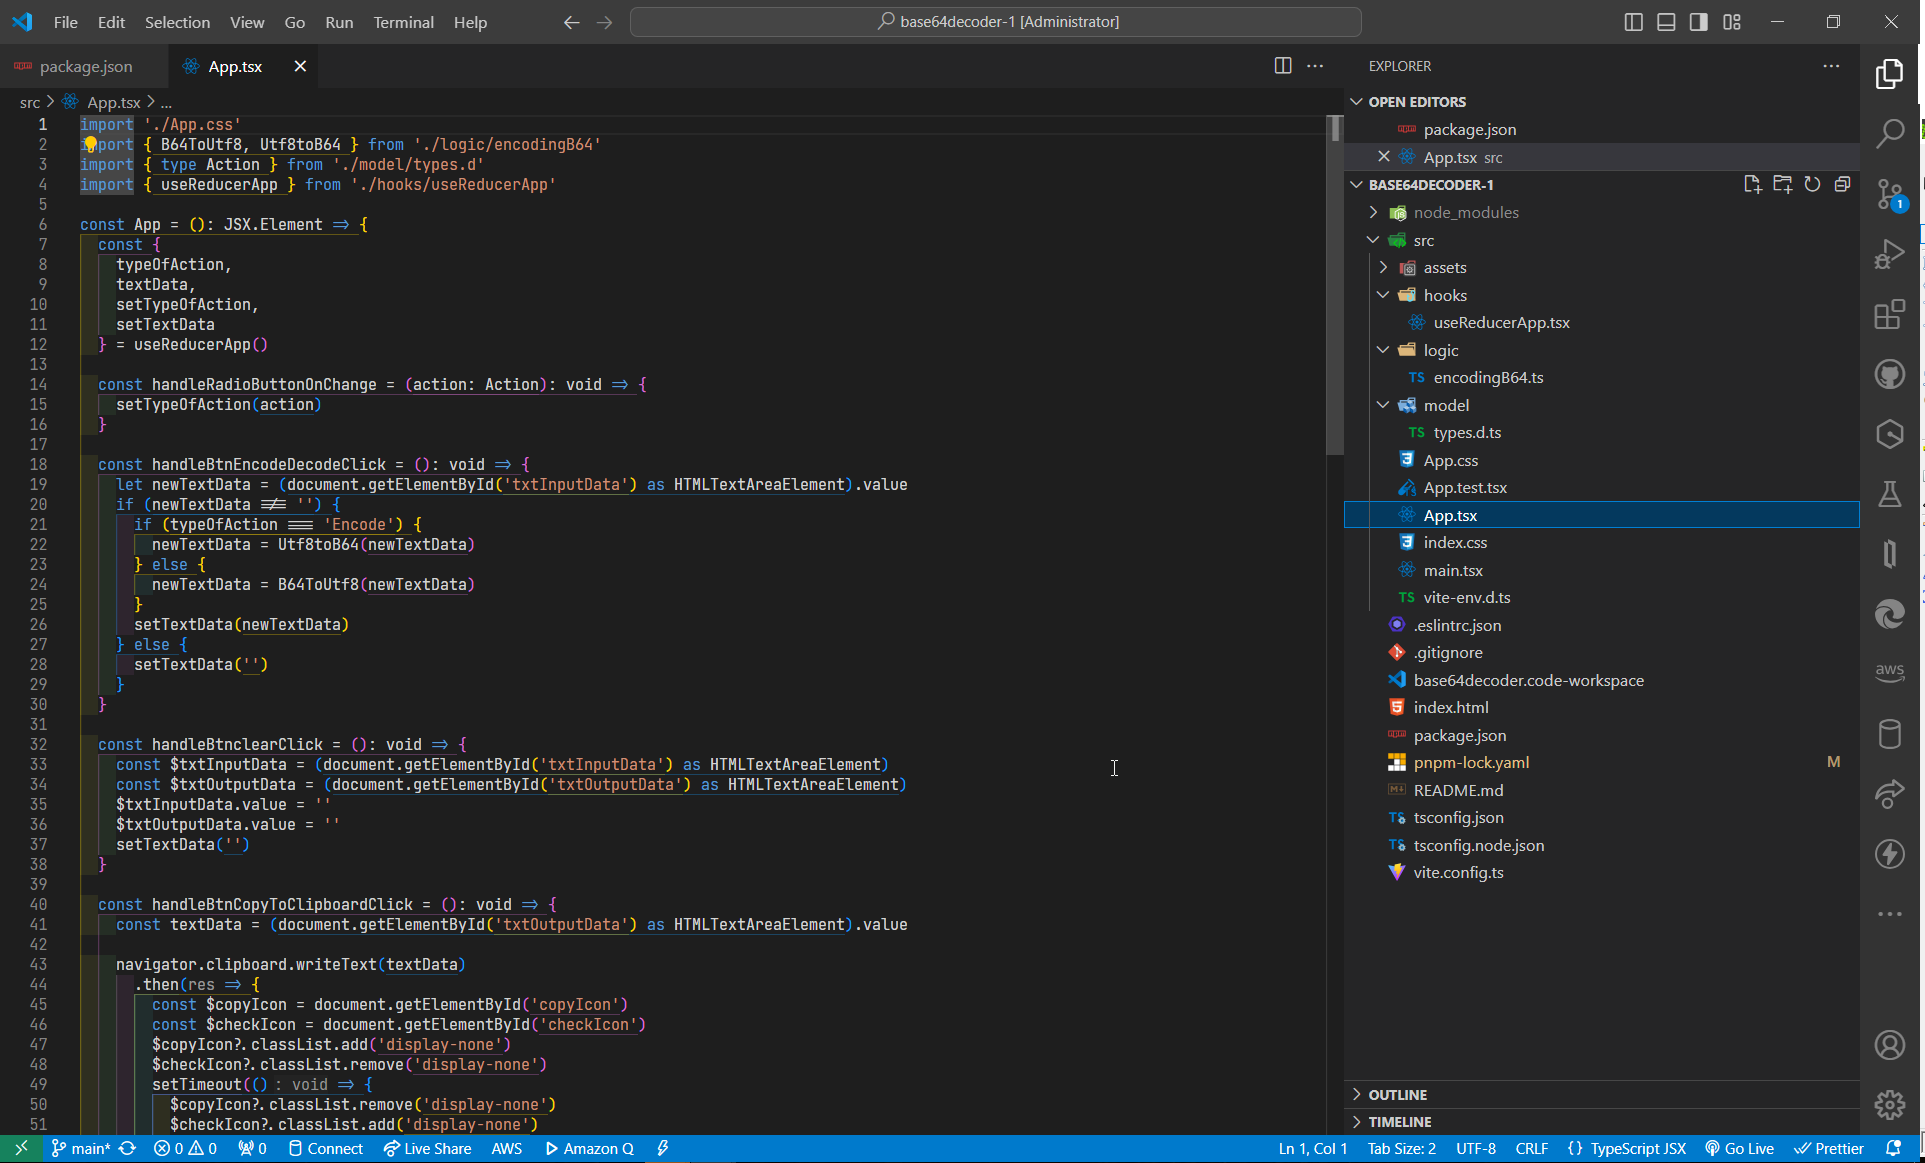 File Edit Selection View Go Run Terminal Help
base64decoder-1 [Administrator]
package.json
App.tsx
src > App.tsx > ...
1 import './App.css'
2 import { B64ToUtf8, Utf8toB64 } from './logic/encodingB64'
3 import { type Action } from './model/types.d'
4 import { useReducerApp } from './hooks/useReducerApp'
5
6 const App = (): JSX.Element => {
7 const {
8 typeOfAction,
9 textData,
10 setTypeOfAction,
11 setTextData
12 } = useReducerApp()
13
14 const handleRadioButtonOnChange = (action: Action): void => {
15 setTypeOfAction(action)
16 }
17
18 const handleBtnEncodeDecodeClick = (): void => {
19 let newTextData = (document.getElementById('txtInputData') as HTMLTextAreaElement).value
20 if (newTextData !== '') {
21 if (typeOfAction === 'Encode') {
22 newTextData = Utf8toB64(newTextData)
23 } else {
24 newTextData = B64ToUtf8(newTextData)
25 }
26 setTextData(newTextData)
27 } else {
28 setTextData('')
29 }
30 }
31
32 const handleBtnclearClick = (): void => {
33 const $txtInputData = (document.getElementById('txtInputData') as HTMLTextAreaElement)
34 const $txtOutputData = (document.getElementById('txtOutputData') as HTMLTextAreaElement)
35 $txtInputData.value = ''
36 $txtOutputData.value = ''
37 setTextData('')
38 }
39
40 const handleBtnCopyToClipboardClick = (): void => {
41 const textData = (document.getElementById('txtOutputData') as HTMLTextAreaElement).value
42
43 navigator.clipboard.writeText(textData)
44 .then(res => {
45 const $copyIcon = document.getElementById('copyIcon')
46 const $checkIcon = document.getElementById('checkIcon')
47 $copyIcon?.classList.add('display-none')
48 $checkIcon?.classList.remove('display-none')
49 setTimeout((): void => {
50 $copyIcon?.classList.remove('display-none')
51 $checkIcon?.classList.add('display-none')
EXPLORER
OPEN EDITORS
package.json
App.tsx src
BASE64DECODER-1
node_modules
src
assets
hooks
useReducerApp.tsx
logic
TS encodingB64.ts
model
TS types.d.ts
App.css
App.test.tsx
App.tsx
index.css
main.tsx
TS vite-env.d.ts
.eslintrc.json
.gitignore
base64decoder.code-workspace
index.html
package.json
pnpm-lock.yaml M
README.md
TS tsconfig.json
TS tsconfig.node.json
vite.config.ts
OUTLINE
TIMELINE
1
aws
main* 0 0 0 Connect Live Share AWS Amazon Q Ln 1, Col 1 Tab Size: 2 UTF-8 CRLF {} TypeScript JSX Go Live Prettier